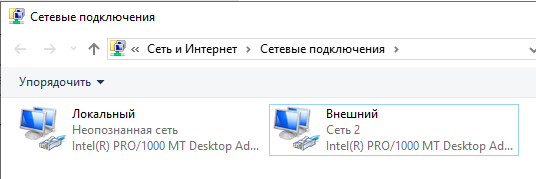 Сетевые подключения
« Сеть и Интернет › Сетевые подключения ›
Упорядочить
Локальный
Неопознанная сеть
Intel(R) PRO/1000 MT Desktop Ad...
Внешний
Сеть 2
Intel(R) PRO/1000 MT Desktop Ad...